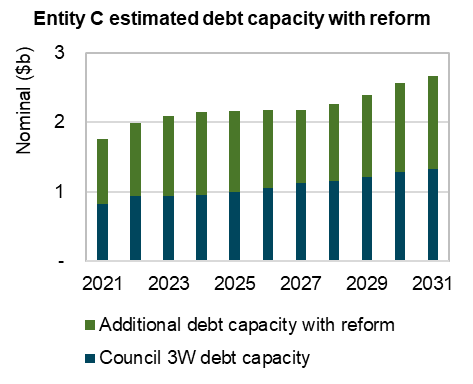 Entity C estimated debt capacity with reform
Nominal ($b)
3
2
1
-
2021 2023 2025 2027 2029 2031
Additional debt capacity with reform
Council 3W debt capacity